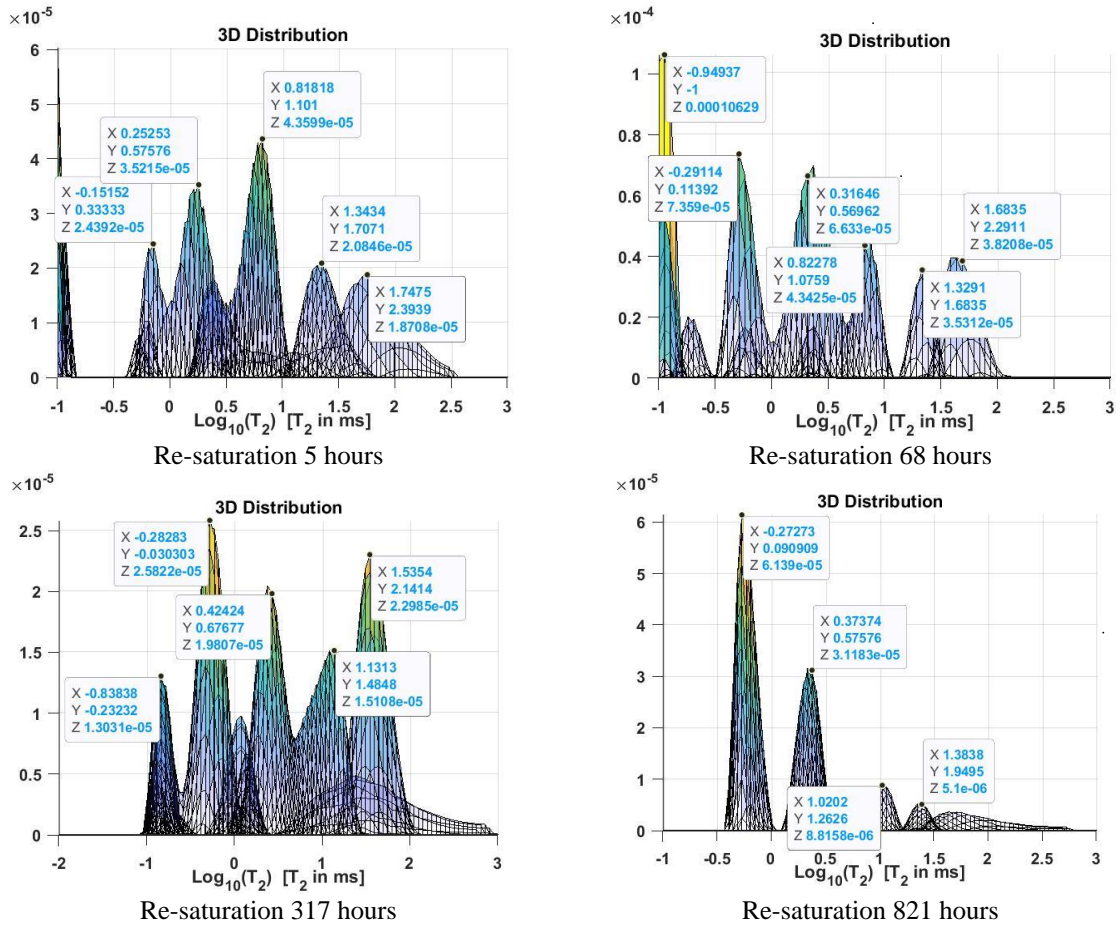 ×10⁻⁵
3D Distribution
6
5
4
3
2
1
0
X 0.81818
Y 1.101
Z 4.3599e-05
X 0.25253
Y 0.57576
Z 3.5215e-05
X -0.15152
Y 0.33333
Z 2.4392e-05
X 1.3434
Y 1.7071
Z 2.0846e-05
X 1.7475
Y 2.3939
Z 1.8708e-05
-1 -0.5 0 0.5 1 1.5 2 2.5 3
Log₁₀(T₂) [T₂ in ms]
Re-saturation 5 hours
×10⁻⁴
3D Distribution
1
0.8
0.6
0.4
0.2
0
X -0.94937
Y -1
Z 0.00010629
X -0.29114
Y 0.11392
Z 7.359e-05
X 0.31646
Y 0.56962
Z 6.633e-05
X 0.82278
Y 1.0759
Z 4.3425e-05
X 1.6835
Y 2.2911
Z 3.8208e-05
X 1.3291
Y 1.6835
Z 3.5312e-05
-1 -0.5 0 0.5 1 1.5 2 2.5 3
Log₁₀(T₂) [T₂ in ms]
Re-saturation 68 hours
×10⁻⁵
3D Distribution
2.5
2
1.5
1
0.5
0
X -0.28283
Y -0.030303
Z 2.5822e-05
X 0.42424
Y 0.67677
Z 1.9807e-05
X -0.83838
Y -0.23232
Z 1.3031e-05
X 1.5354
Y 2.1414
Z 2.2985e-05
X 1.1313
Y 1.4848
Z 1.5108e-05
-2 -1 0 1 2 3
Log₁₀(T₂) [T₂ in ms]
Re-saturation 317 hours
×10⁻⁵
3D Distribution
6
5
4
3
2
1
0
X -0.27273
Y 0.090909
Z 6.139e-05
X 0.37374
Y 0.57576
Z 3.1183e-05
X 1.3838
Y 1.9495
Z 5.1e-06
X 1.0202
Y 1.2626
Z 8.8158e-06
-1 -0.5 0 0.5 1 1.5 2 2.5 3
Log₁₀(T₂) [T₂ in ms]
Re-saturation 821 hours